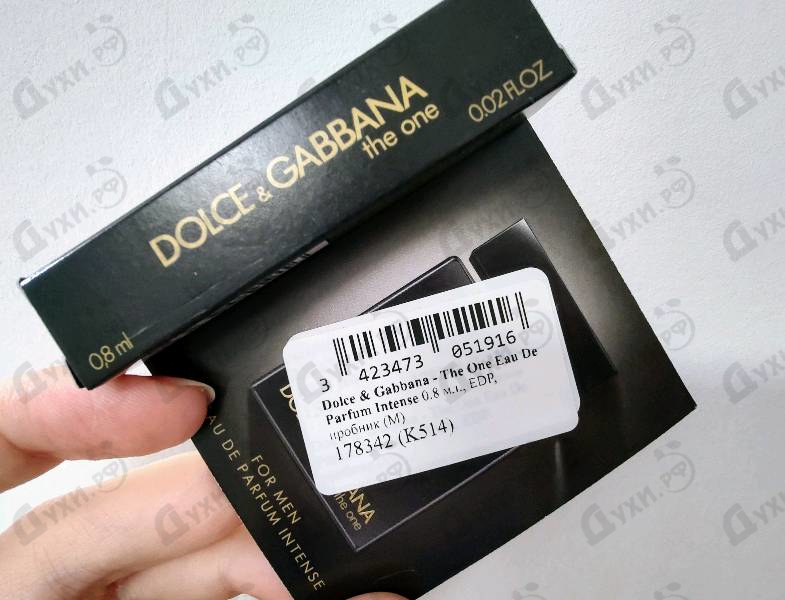 DOLCE & GABBANA
the one
0.02 FL.OZ
0,8 ml
3 423473 051916
Dolce & Gabbana - The One Eau De
Parfum Intense 0.8 мл., EDP,
пробник (M)
178342 (K514)
ANA
the one
FOR MEN
EAU DE PARFUM INTENSE
Духи.рф